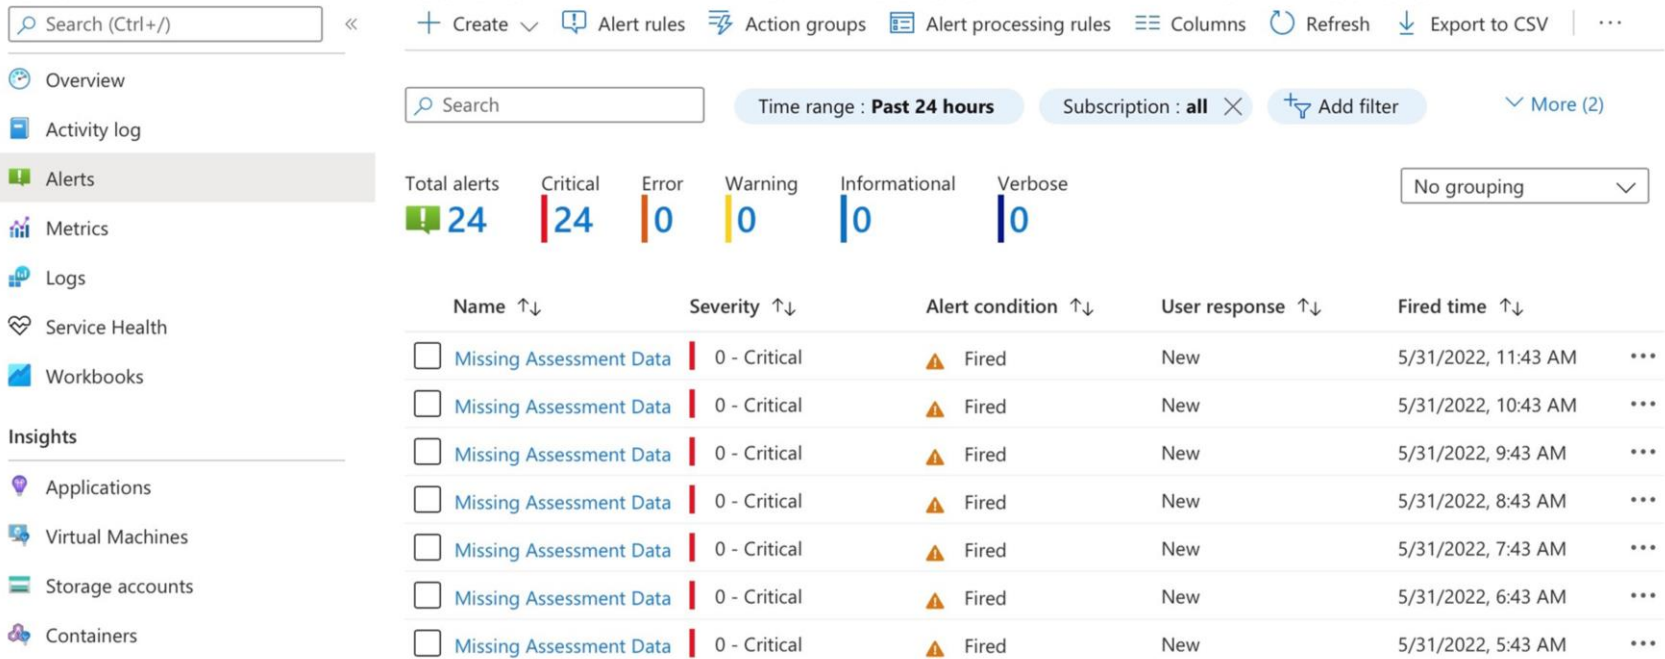 Search (Ctrl+/)
«
Overview
Activity log
Alerts
Metrics
Logs
Service Health
Workbooks
Insights
Applications
Virtual Machines
Storage accounts
Containers
+ Create
Alert rules
Action groups
Alert processing rules
Columns
Refresh
Export to CSV
...
Search
Time range : Past 24 hours
Subscription : all
Add filter
More (2)
Total alerts
24
Critical
24
Error
0
Warning
0
Informational
0
Verbose
0
No grouping
Name ↑↓ Severity ↑↓ Alert condition ↑↓ User response ↑↓ Fired time ↑↓
Missing Assessment Data 0 - Critical Fired New 5/31/2022, 11:43 AM ...
Missing Assessment Data 0 - Critical Fired New 5/31/2022, 10:43 AM ...
Missing Assessment Data 0 - Critical Fired New 5/31/2022, 9:43 AM ...
Missing Assessment Data 0 - Critical Fired New 5/31/2022, 8:43 AM ...
Missing Assessment Data 0 - Critical Fired New 5/31/2022, 7:43 AM ...
Missing Assessment Data 0 - Critical Fired New 5/31/2022, 6:43 AM ...
Missing Assessment Data 0 - Critical Fired New 5/31/2022, 5:43 AM ...